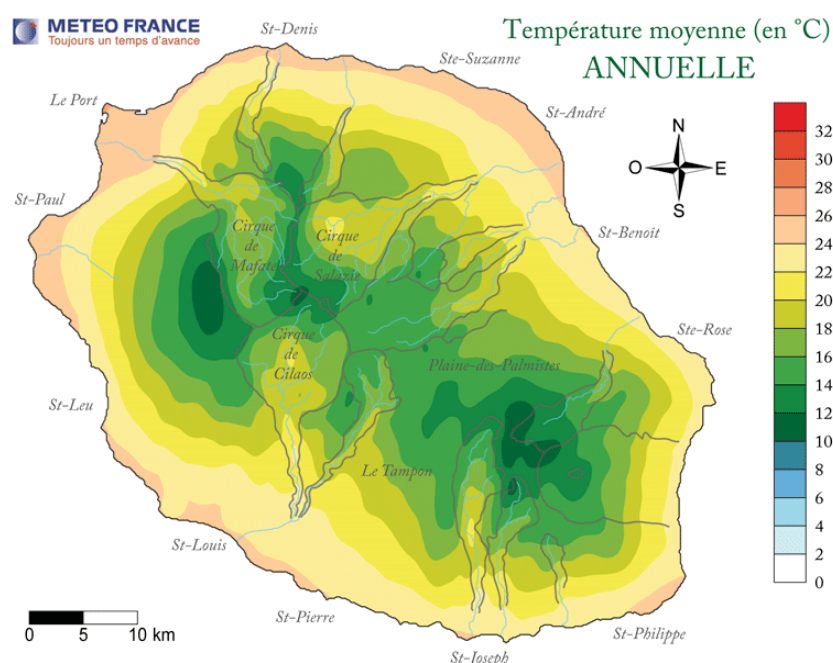 METEO FRANCE
Toujours un temps d'avance
Température moyenne (en °C)
ANNUELLE
St-Denis
Ste-Suzanne
Le Port
St-André
N
O
E
S
St-Paul
St-Benoît
Cirque
de
Mafate
Cirque
de
Salazie
Ste-Rose
Cirque
de
Cilaos
Plaine-des-Palmistes
St-Leu
Le Tampon
St-Louis
St-Pierre
St-Philippe
St-Joseph
32
30
28
26
24
22
20
18
16
14
12
10
8
6
4
2
0
0
5
10 km